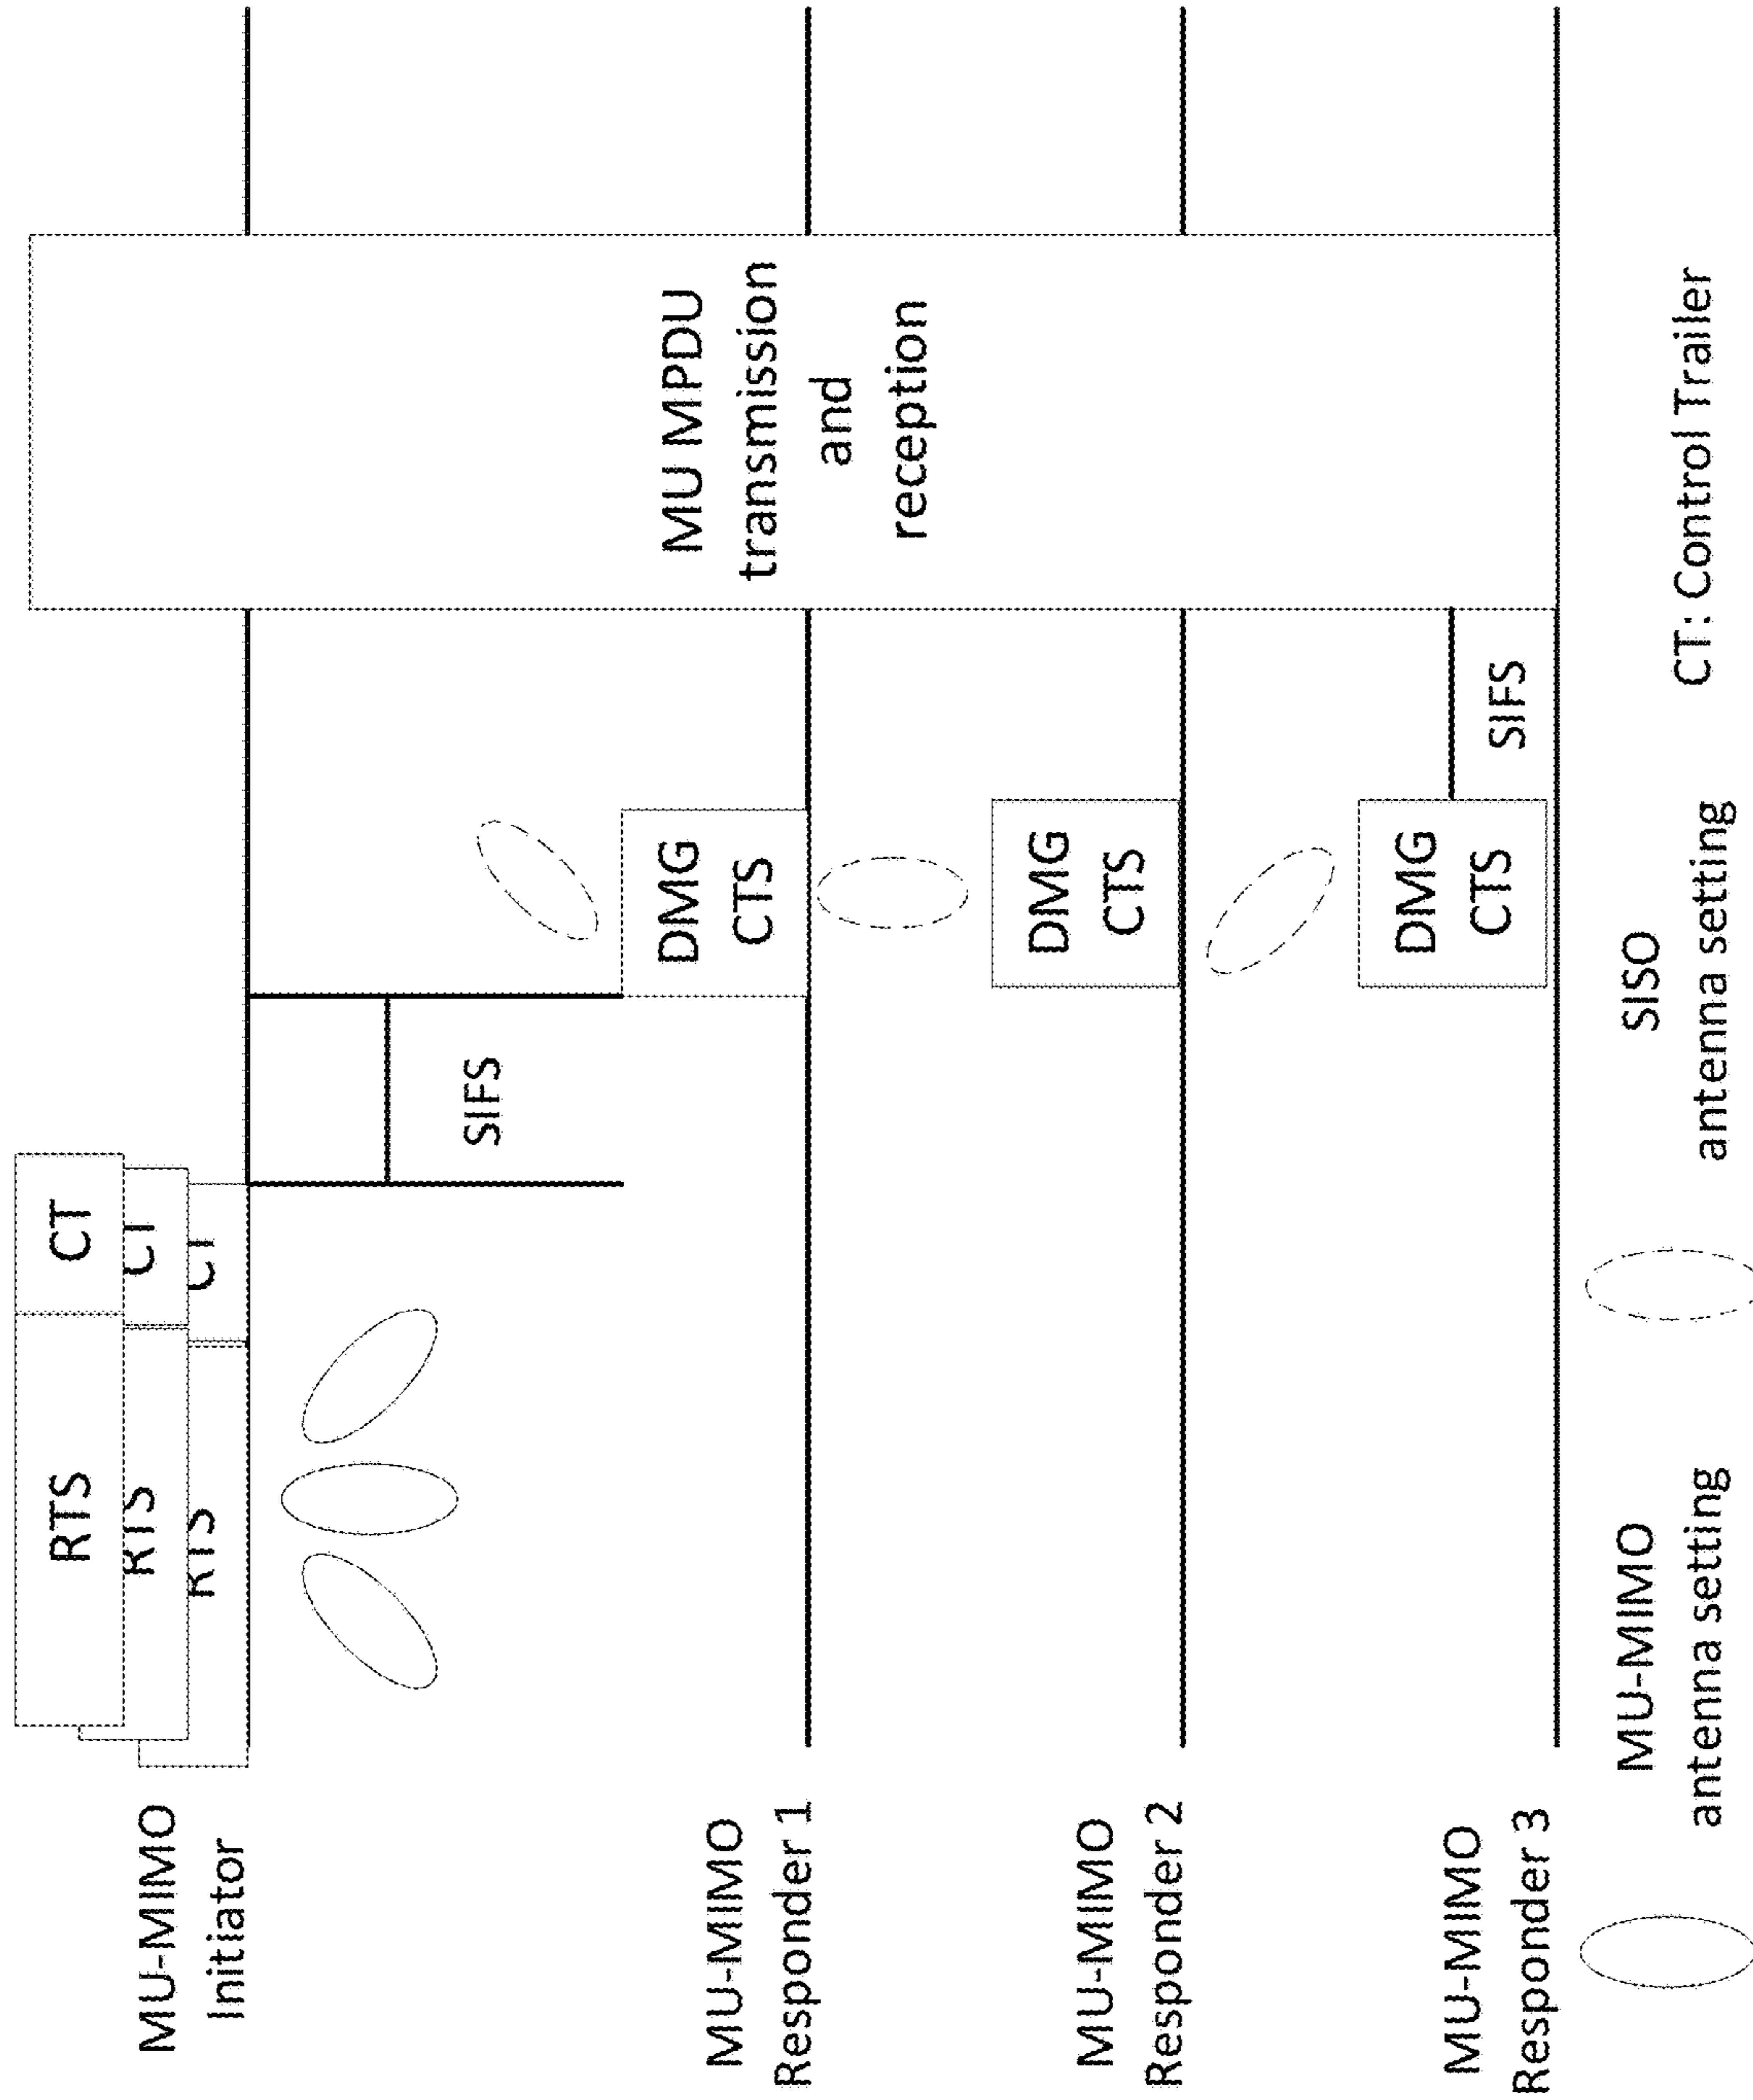 MU-MIMO
Initiator
RTS
CT
RTS
CT
RTS
CT
SIFS
MU-MIMO
Responder 1
DMG
CTS
MU-MIMO
Responder 2
DMG
CTS
MU-MIMO
Responder 3
DMG
CTS
SIFS
MU MPDU
transmission
and
reception
MU-MIMO
antenna setting
SISO
antenna setting
CT: Control Trailer